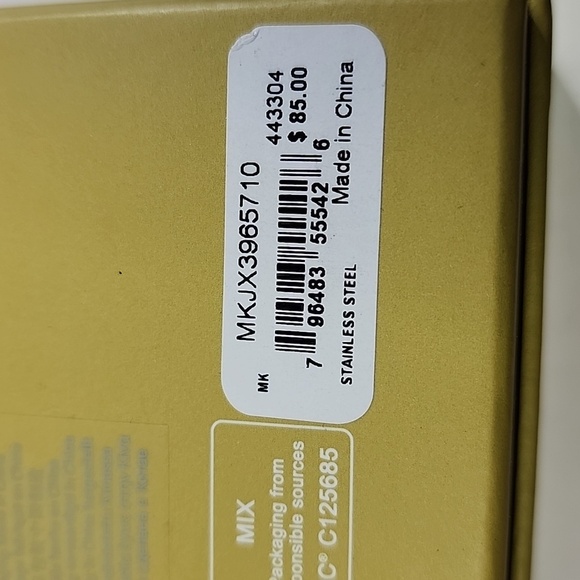 443304
MK MKJX3965710 $ 85.00
7 96483 55542 6
STAINLESS STEEL Made in China
MIX
Packaging from
ponsible sources
C® C125685